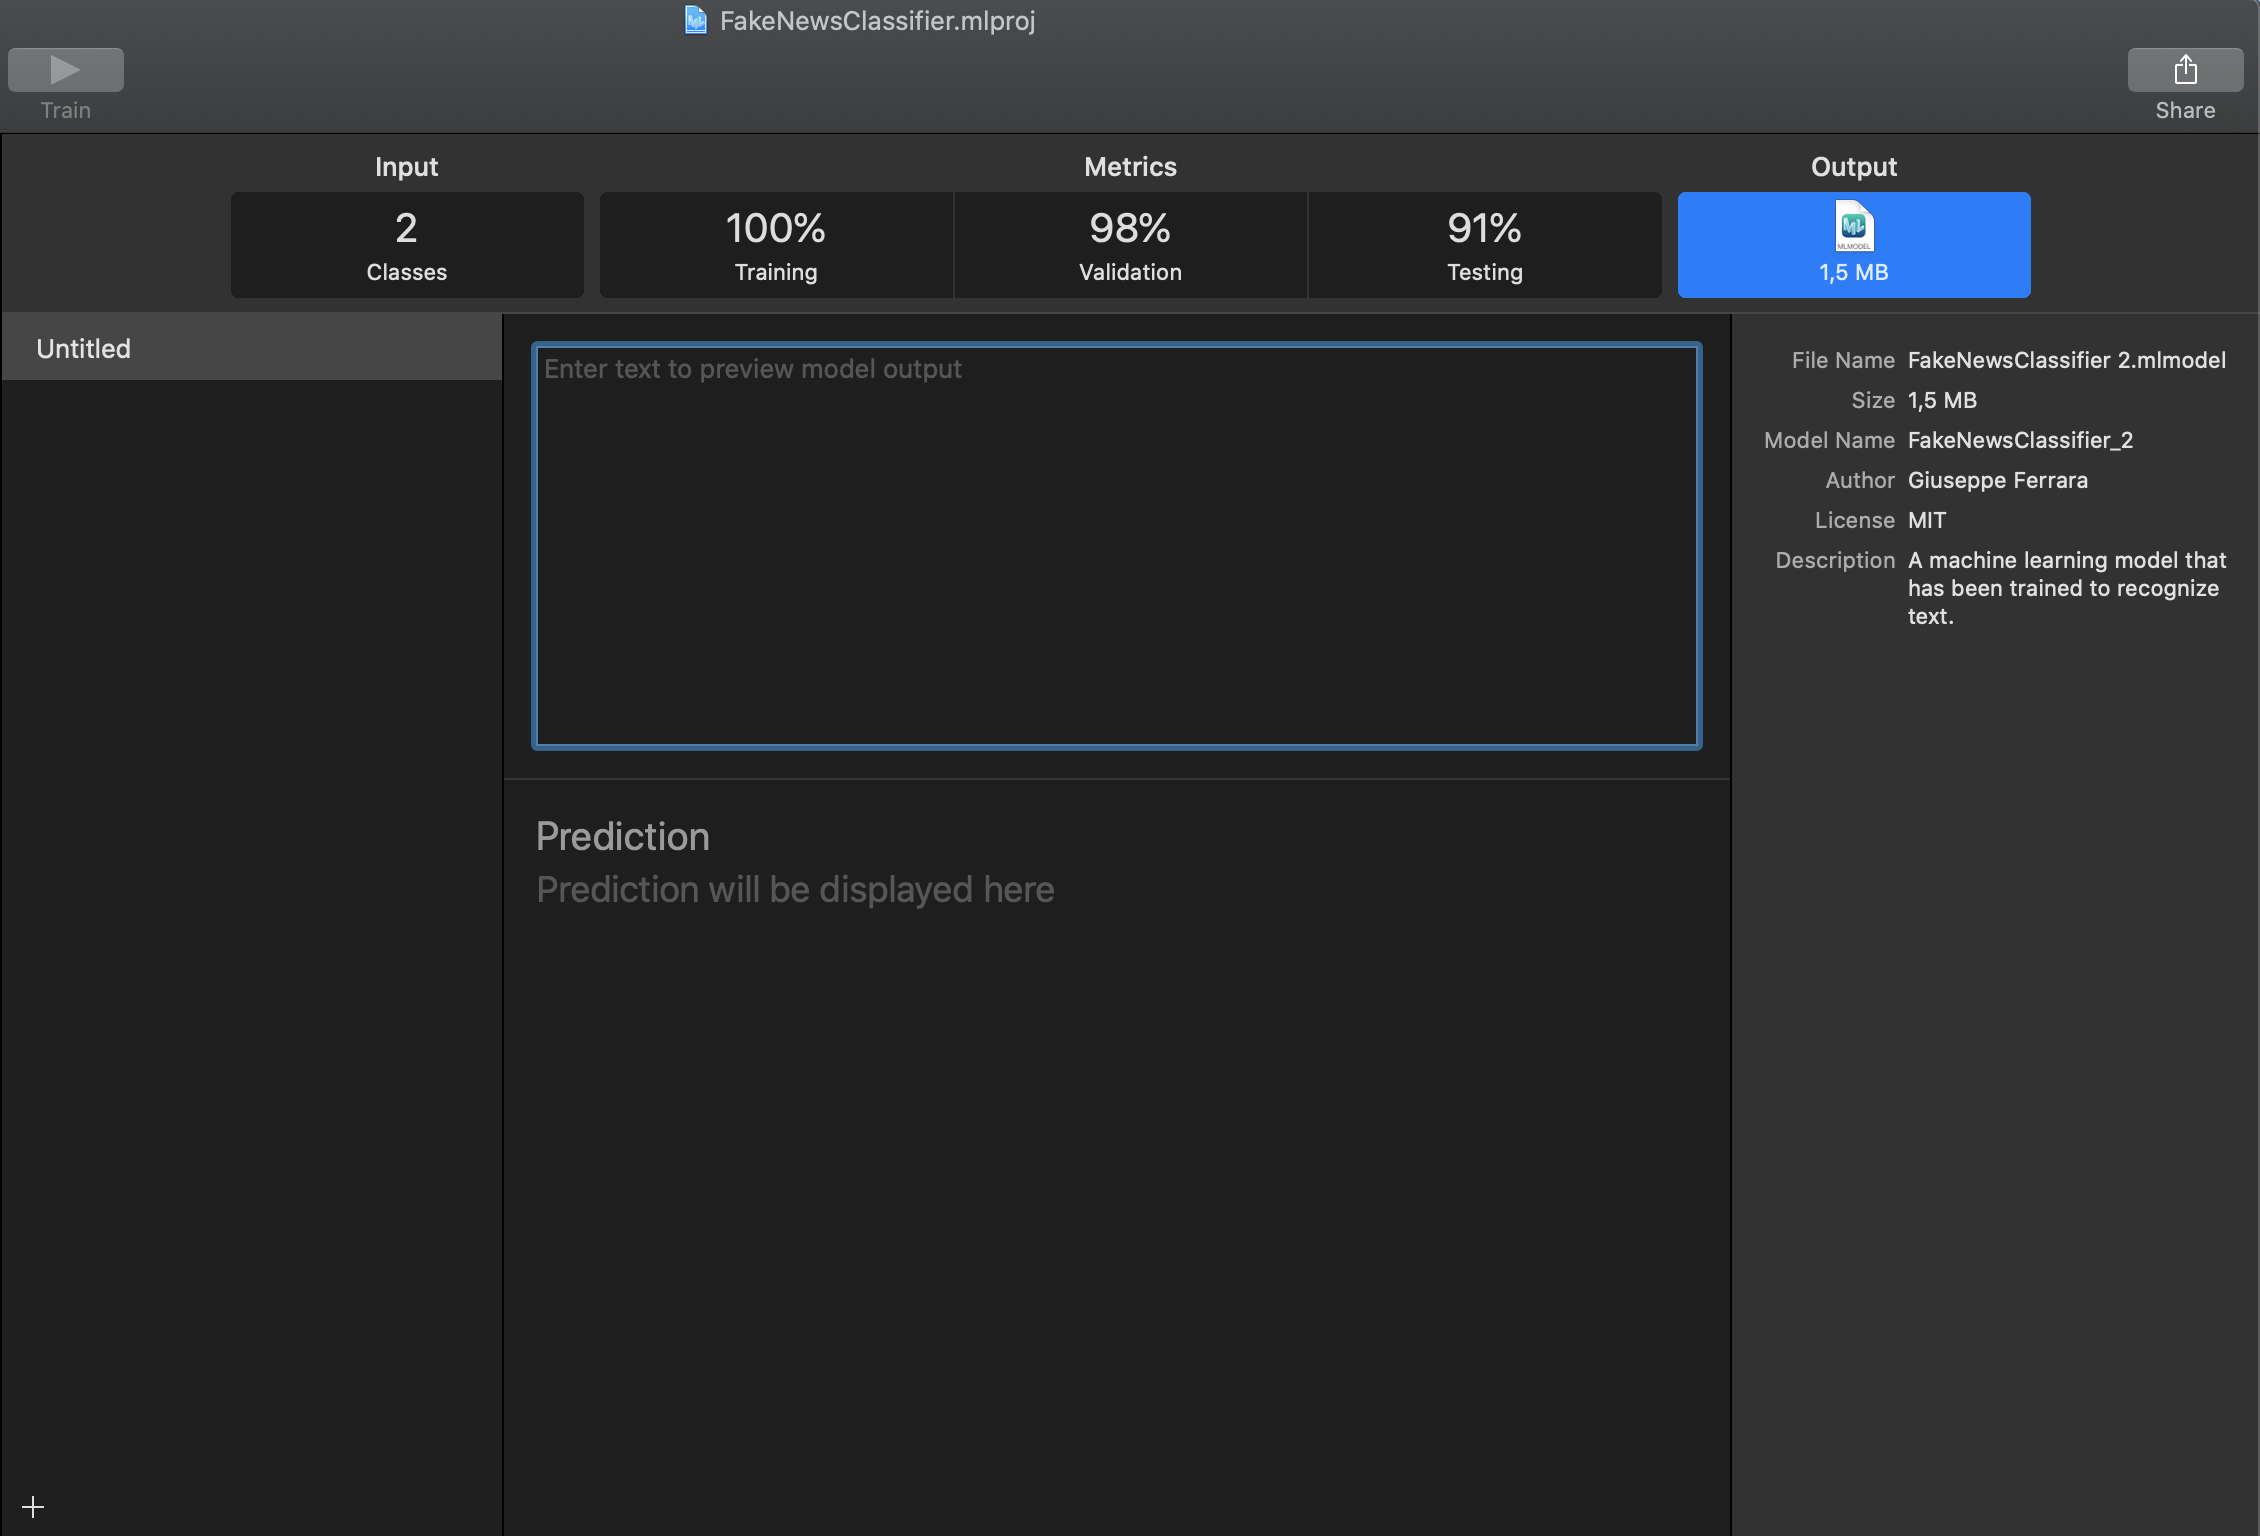 FakeNewsClassifier.mlproj
Train
Share
Input
Metrics
Output
2
Classes
100%
Training
98%
Validation
91%
Testing
MLMODEL
1,5 MB
Untitled
Enter text to preview model output
Prediction
Prediction will be displayed here
File Name FakeNewsClassifier 2.mlmodel
Size 1,5 MB
Model Name FakeNewsClassifier_2
Author Giuseppe Ferrara
License MIT
Description A machine learning model that
has been trained to recognize
text.